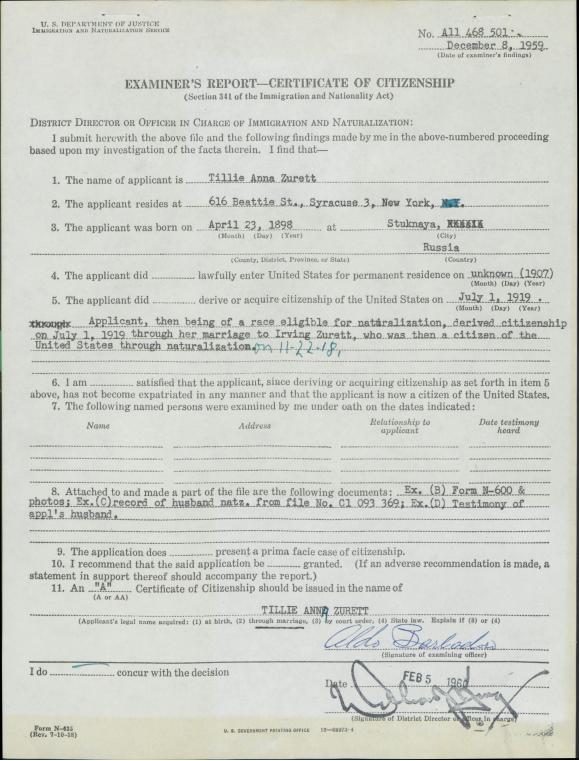 U. S. DEPARTMENT OF JUSTICE
IMMIGRATION AND NATURALIZATION SERVICE
No. A11 468 501
December 8, 1959
(Date of examiner's findings)
EXAMINER'S REPORT—CERTIFICATE OF CITIZENSHIP
(Section 341 of the Immigration and Nationality Act)
DISTRICT DIRECTOR OR OFFICER IN CHARGE OF IMMIGRATION AND NATURALIZATION:
I submit herewith the above file and the following findings made by me in the above-numbered proceeding
based upon my investigation of the facts therein. I find that—
1. The name of applicant is Tillie Anna Zurett
2. The applicant resides at 616 Beattie St., Syracuse 3, New York, N.Y.
3. The applicant was born on April 23, 1898 at Stuknaya,
(Month) (Day) (Year) (City)
Russia
(County, District, Province, or State) (Country)
4. The applicant did ............ lawfully enter United States for permanent residence on unknown (1907)
(Month) (Day) (Year)
5. The applicant did ............ derive or acquire citizenship of the United States on July 1, 1919 .
(Month) (Day) (Year)
through Applicant, then being of a race eligible for naturalization, derived citizenship
on July 1, 1919 through her marriage to Irving Zurett, who was then a citizen of the
United States through naturalization. on 11-22-18,
6. I am ............ satisfied that the applicant, since deriving or acquiring citizenship as set forth in item 5
above, has not become expatriated in any manner and that the applicant is now a citizen of the United States.
7. The following named persons were examined by me under oath on the dates indicated:
Name Address Relationship to applicant Date testimony heard
8. Attached to and made a part of the file are the following documents: Ex. (B) Form N-600 &
photos; Ex.(C)record of husband natz. from file No. C1 093 369; Ex.(D) Testimony of
appl's husband.
9. The application does ............ present a prima facie case of citizenship.
10. I recommend that the said application be ............ granted. (If an adverse recommendation is made, a
statement in support thereof should accompany the report.)
11. An "A" Certificate of Citizenship should be issued in the name of
(A or AA)
TILLIE ANNA ZURETT
(Applicant's legal name acquired: (1) at birth, (2) through marriage, (3) by court order, (4) State law. Explain if (3) or (4)
(Signature of examining officer)
I do ............ concur with the decision
Date FEB 5 1960
(Signature of District Director or officer in charge)
Form N-635
(Rev. 7-10-58)
U. S. GOVERNMENT PRINTING OFFICE